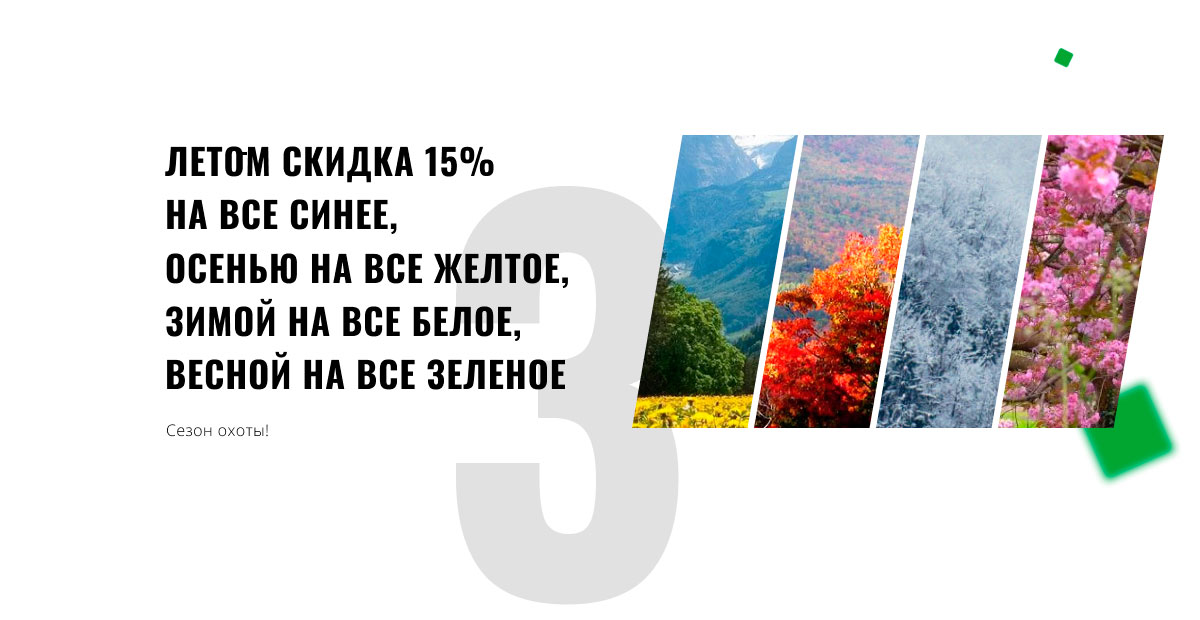 ЛЕТОМ СКИДКА 15%
НА ВСЕ СИНЕЕ,
ОСЕНЬЮ НА ВСЕ ЖЕЛТОЕ,
ЗИМОЙ НА ВСЕ БЕЛОЕ,
ВЕСНОЙ НА ВСЕ ЗЕЛЕНОЕ
Сезон охоты!
3